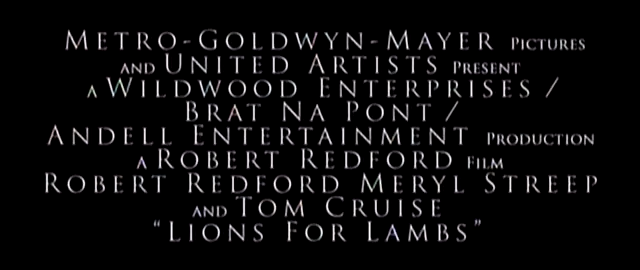 METRO-GOLDWYN-MAYER PICTURES
AND UNITED ARTISTS PRESENT
A WILDWOOD ENTERPRISES /
BRAT NA PONT /
ANDELL ENTERTAINMENT PRODUCTION
A ROBERT REDFORD FILM
ROBERT REDFORD MERYL STREEP
AND TOM CRUISE
"LIONS FOR LAMBS"